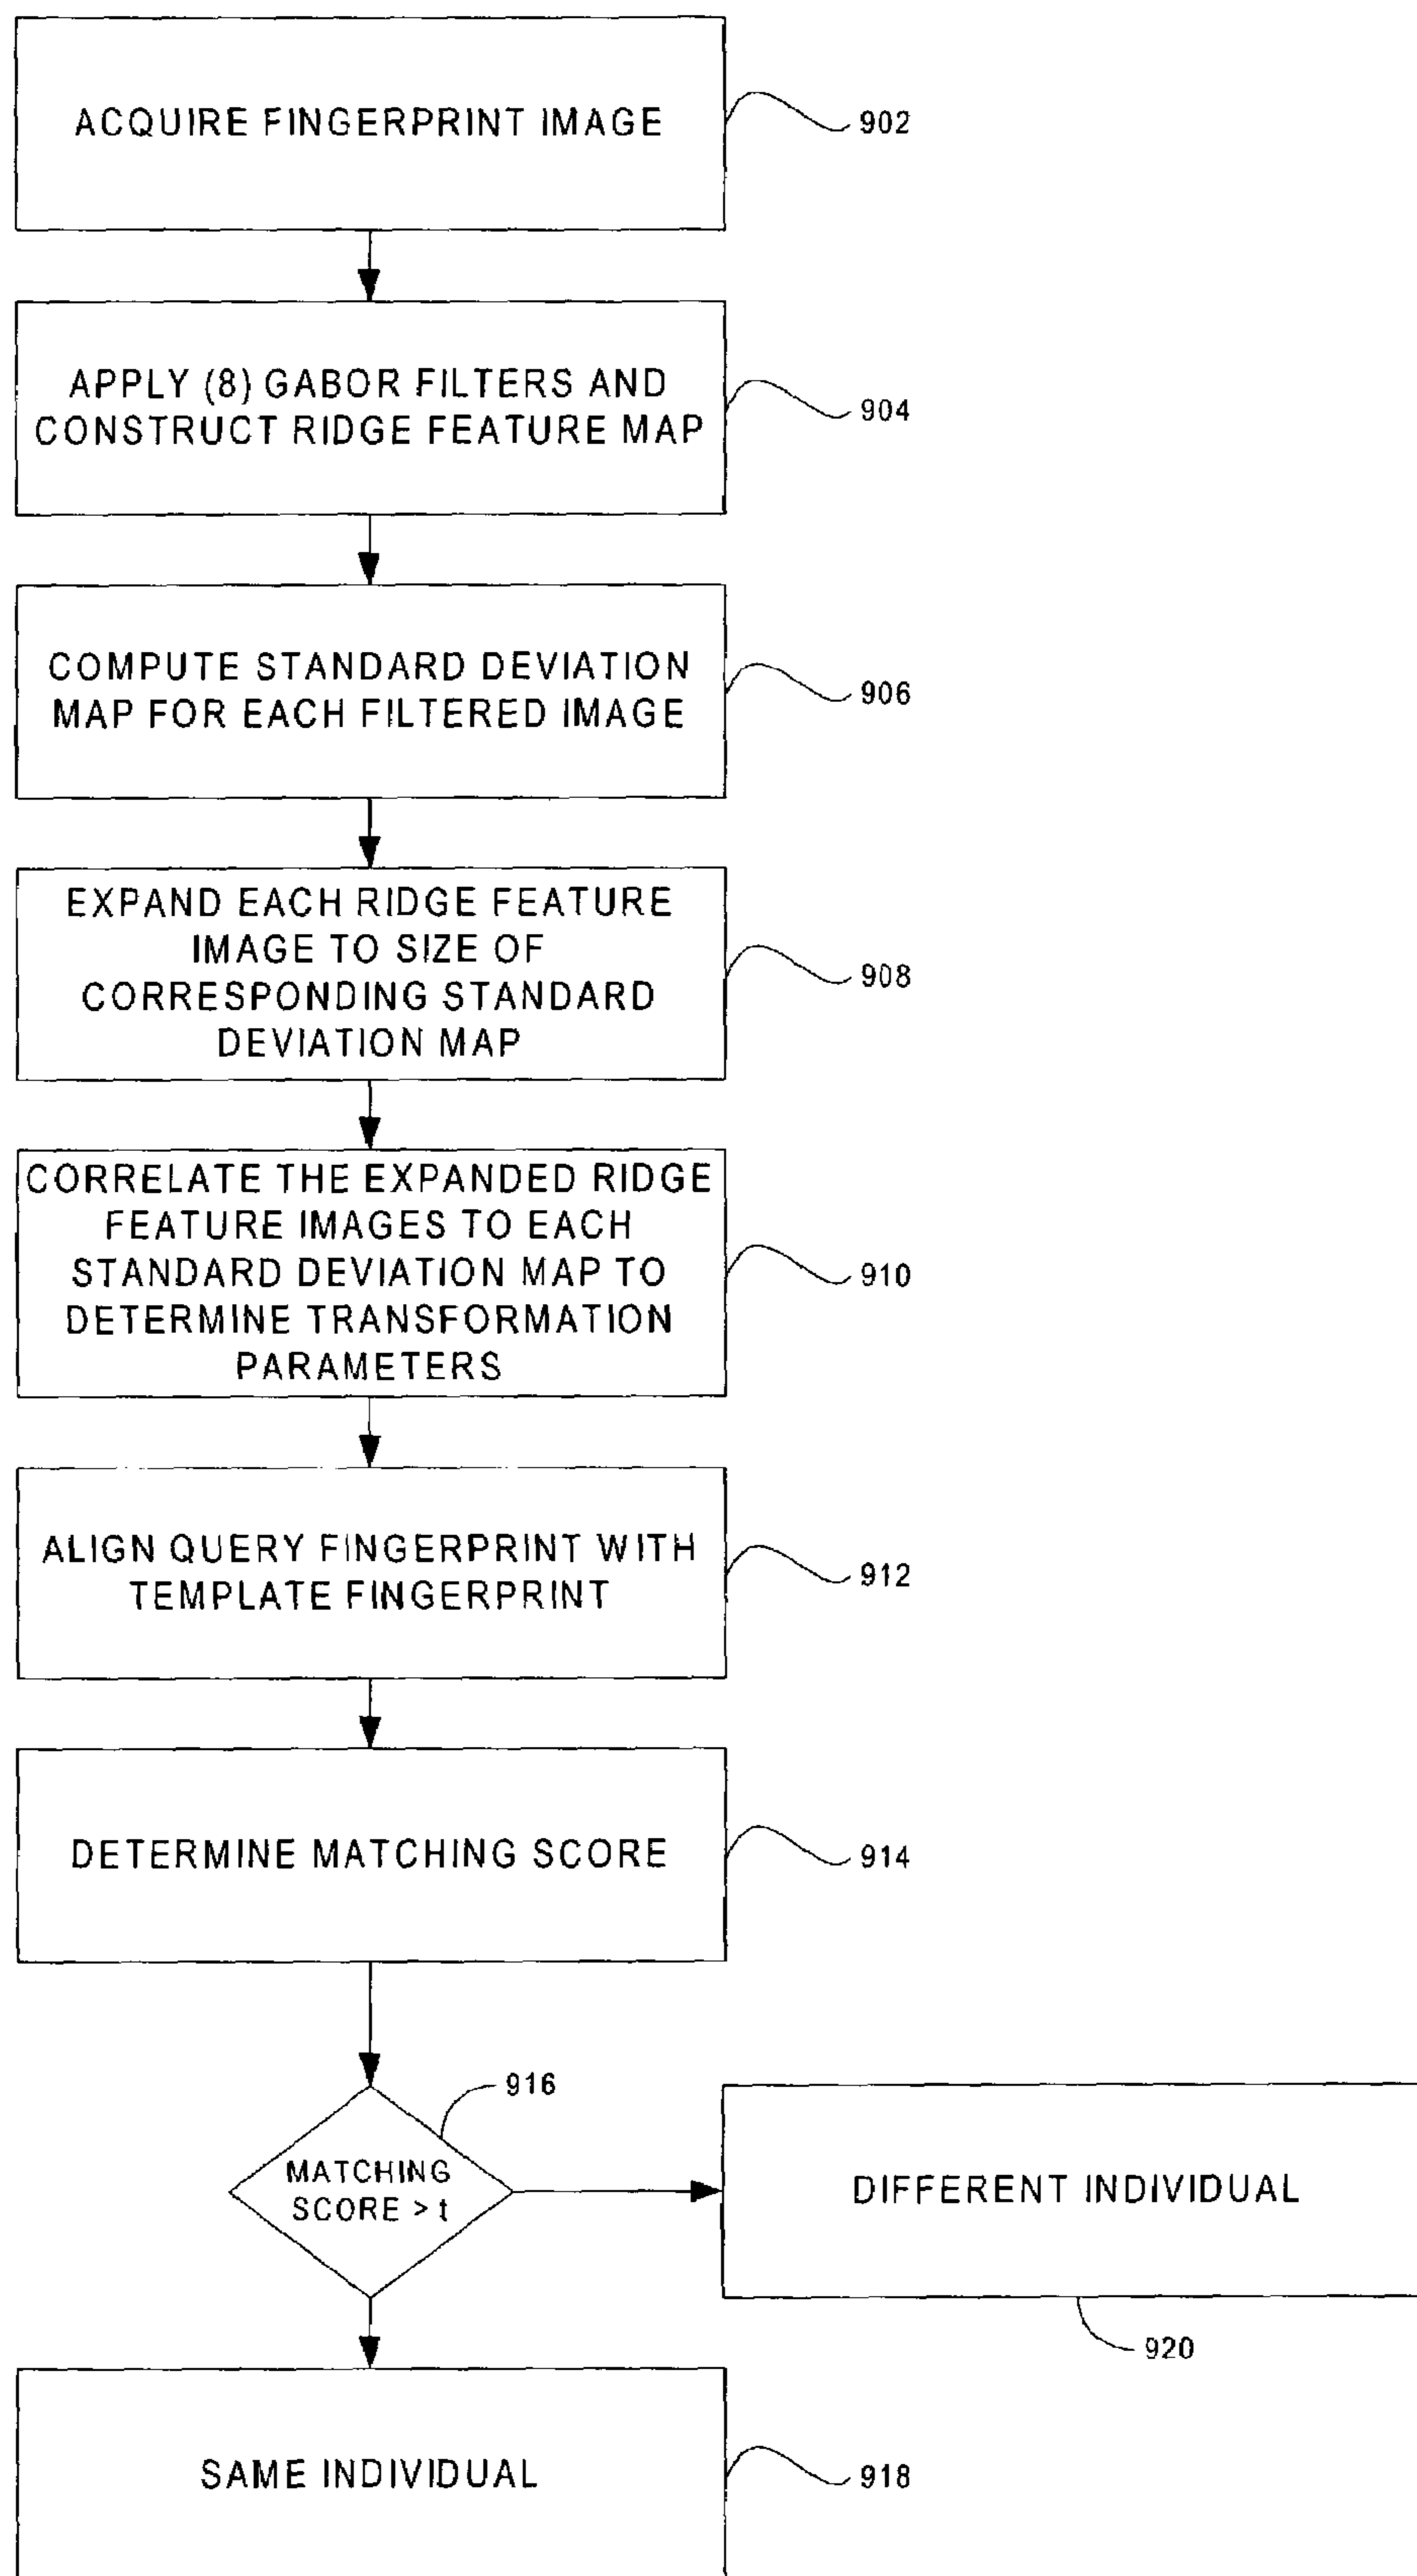 ACQUIRE FINGERPRINT IMAGE
902
APPLY (8) GABOR FILTERS AND
CONSTRUCT RIDGE FEATURE MAP
904
COMPUTE STANDARD DEVIATION
MAP FOR EACH FILTERED IMAGE
906
EXPAND EACH RIDGE FEATURE
IMAGE TO SIZE OF
CORRESPONDING STANDARD
DEVIATION MAP
908
CORRELATE THE EXPANDED RIDGE
FEATURE IMAGES TO EACH
STANDARD DEVIATION MAP TO
DETERMINE TRANSFORMATION
PARAMETERS
910
ALIGN QUERY FINGERPRINT WITH
TEMPLATE FINGERPRINT
912
DETERMINE MATCHING SCORE
914
916
MATCHING
SCORE > t
DIFFERENT INDIVIDUAL
920
SAME INDIVIDUAL
918